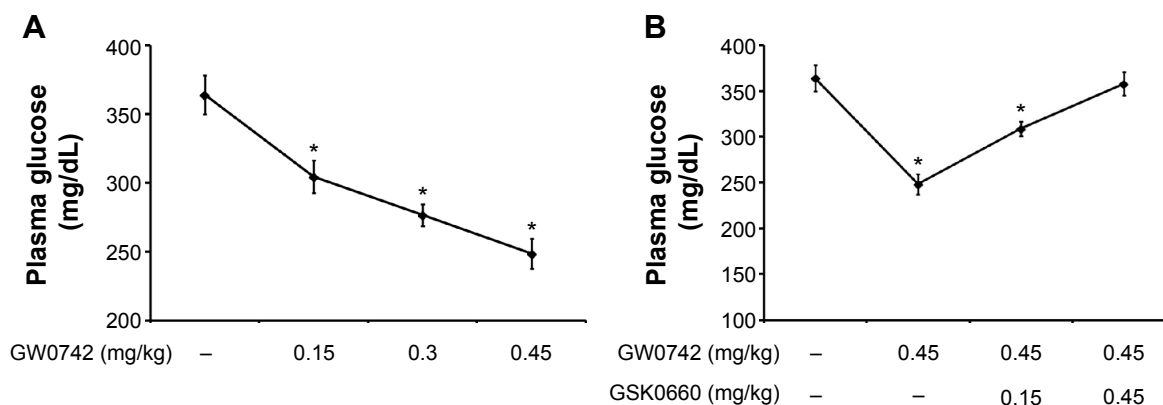 A
Plasma glucose
(mg/dL)
400
350
300
250
200
*
*
*
GW0742 (mg/kg) – 0.15 0.3 0.45
B
Plasma glucose
(mg/dL)
400
350
300
250
200
150
100
*
*
GW0742 (mg/kg) – 0.45 0.45 0.45
GSK0660 (mg/kg) – – 0.15 0.45